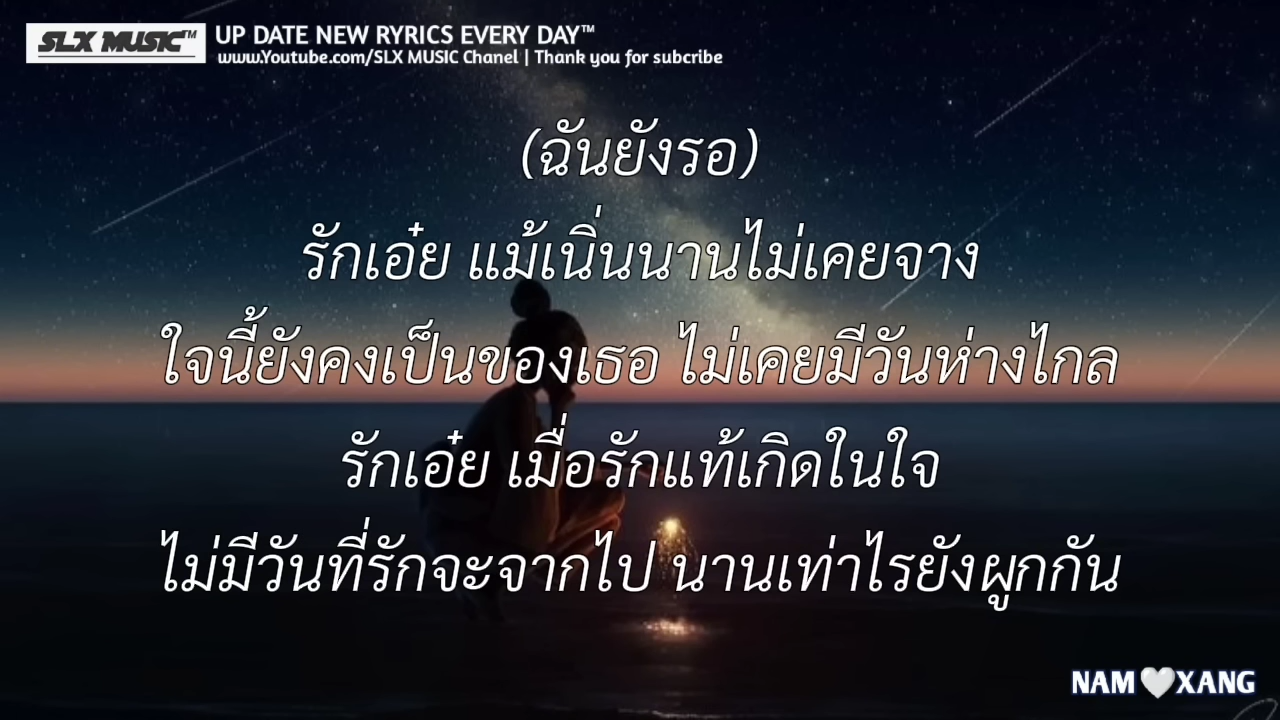 SLX MUSIC™
UP DATE NEW RYRICS EVERY DAY™
www.Youtube.com/SLX MUSIC Chanel | Thank you for subcribe
(ฉันยังรอ)
รักเอ๋ย แม้เนิ่นนานไม่เคยจาง
ใจนี้ยังคงเป็นของเธอ ไม่เคยมีวันห่างไกล
รักเอ๋ย เมื่อรักแท้เกิดในใจ
ไม่มีวันที่รักจะจากไป นานเท่าไรยังผูกกัน
NAM🤍XANG